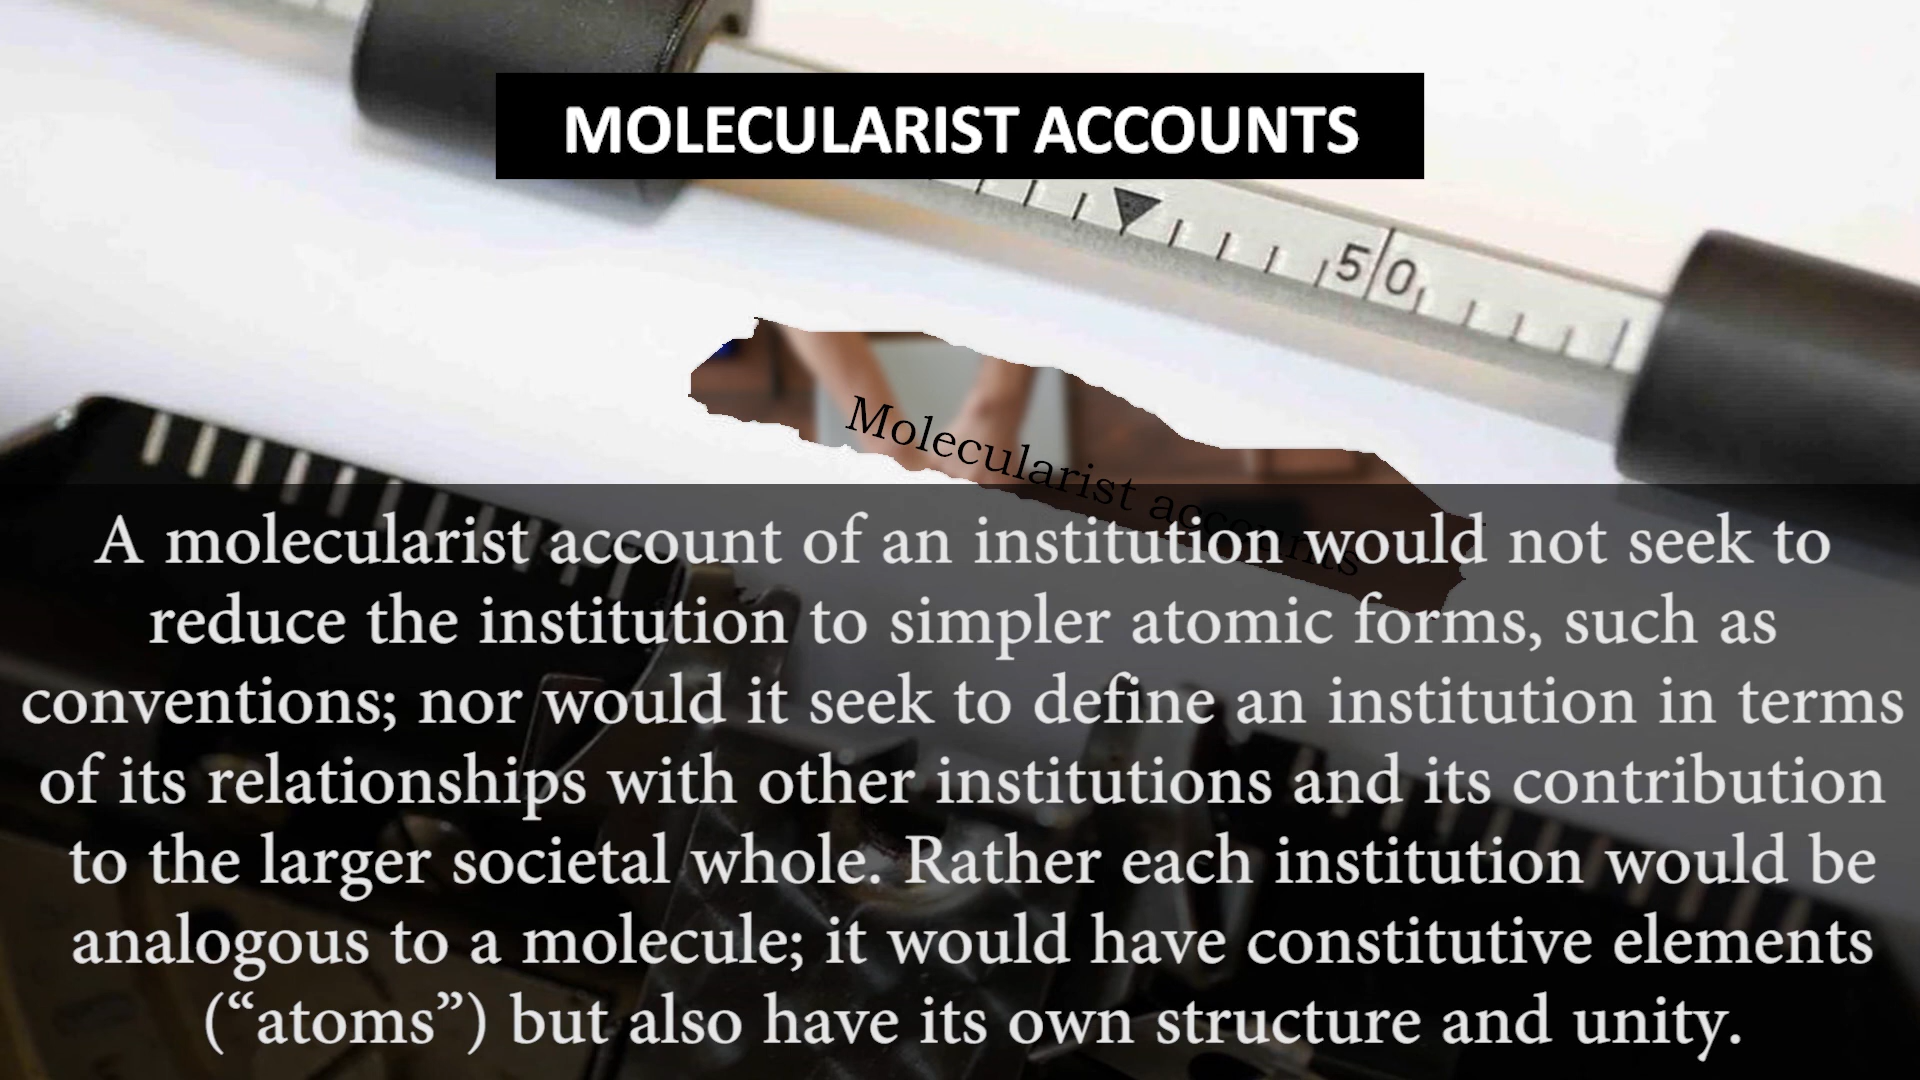 MOLECULARIST ACCOUNTS
50
Molecularist accounts
A molecularist account of an institution would not seek to
reduce the institution to simpler atomic forms, such as
conventions; nor would it seek to define an institution in terms
of its relationships with other institutions and its contribution
to the larger societal whole. Rather each institution would be
analogous to a molecule; it would have constitutive elements
(“atoms”) but also have its own structure and unity.